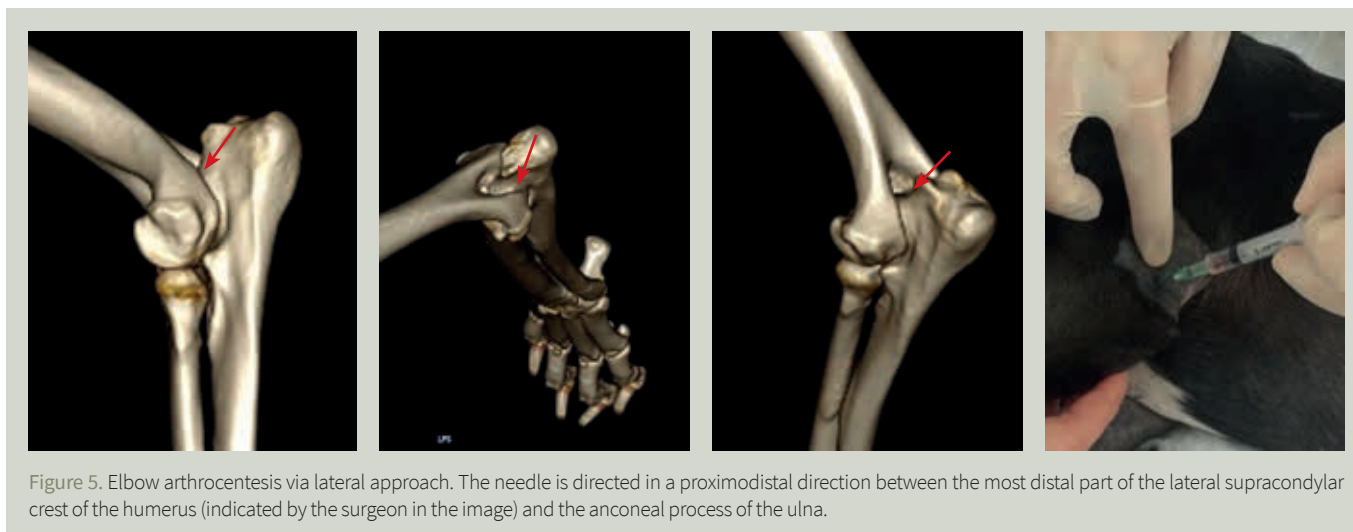 LPS
Figure 5. Elbow arthrocentesis via lateral approach. The needle is directed in a proximodistal direction between the most distal part of the lateral supracondylar
crest of the humerus (indicated by the surgeon in the image) and the anconeal process of the ulna.